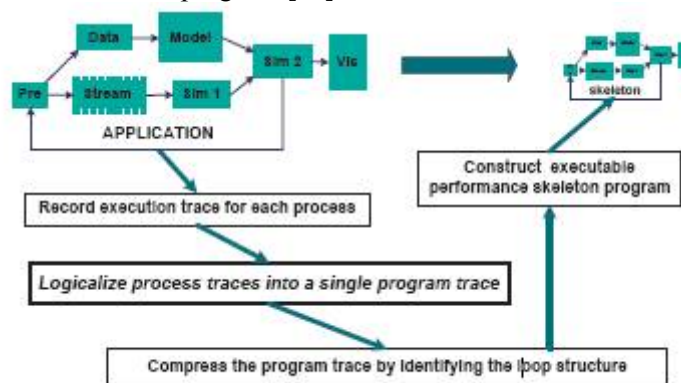 Data
Model
Sim 2
Vis
Pre
Stream
Sim 1
APPLICATION
skeleton
Record execution trace for each process
Construct executable
performance skeleton program
Logicalize process traces into a single program trace
Compress the program trace by identifying the loop structure